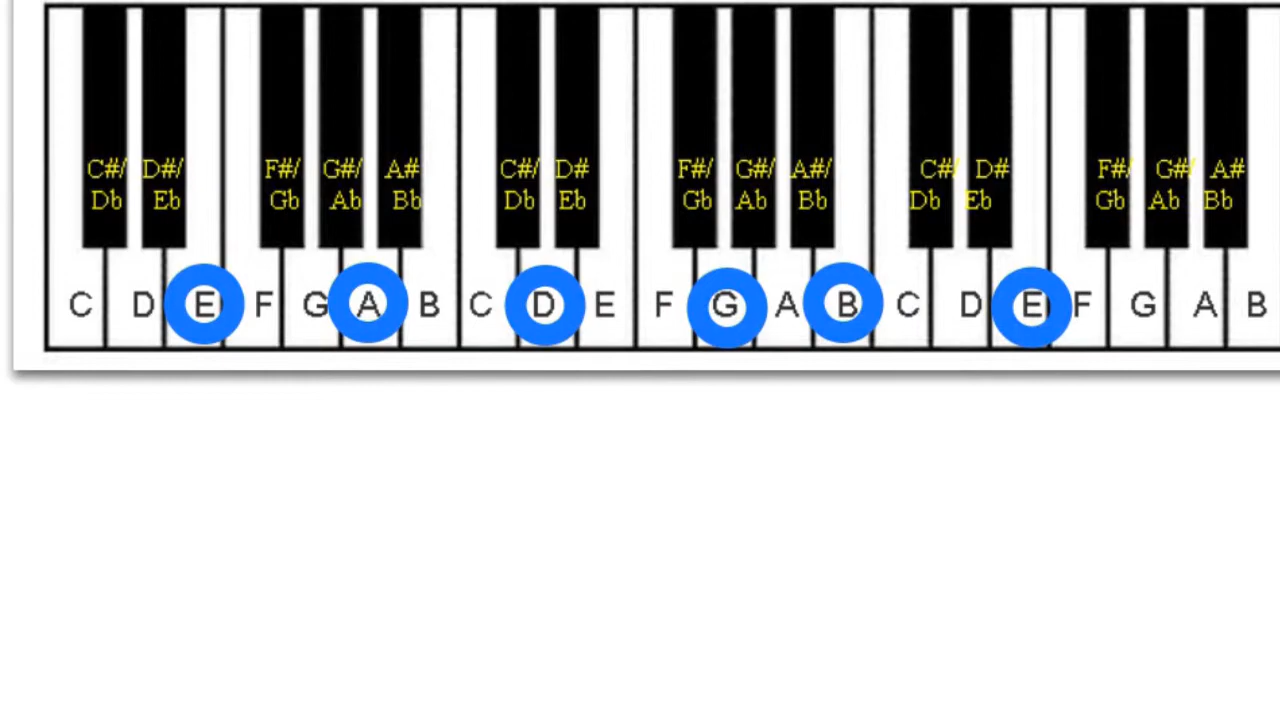 C#/ D#/ F#/ G#/ A# C#/ D# F#/ G#/ A#/ C#/ D# F#/ G#/ A#
Db Eb Gb Ab Bb Db Eb Gb Ab Bb Db Eb Gb Ab Bb
C D E F G A B C D E F G A B C D E F G A B